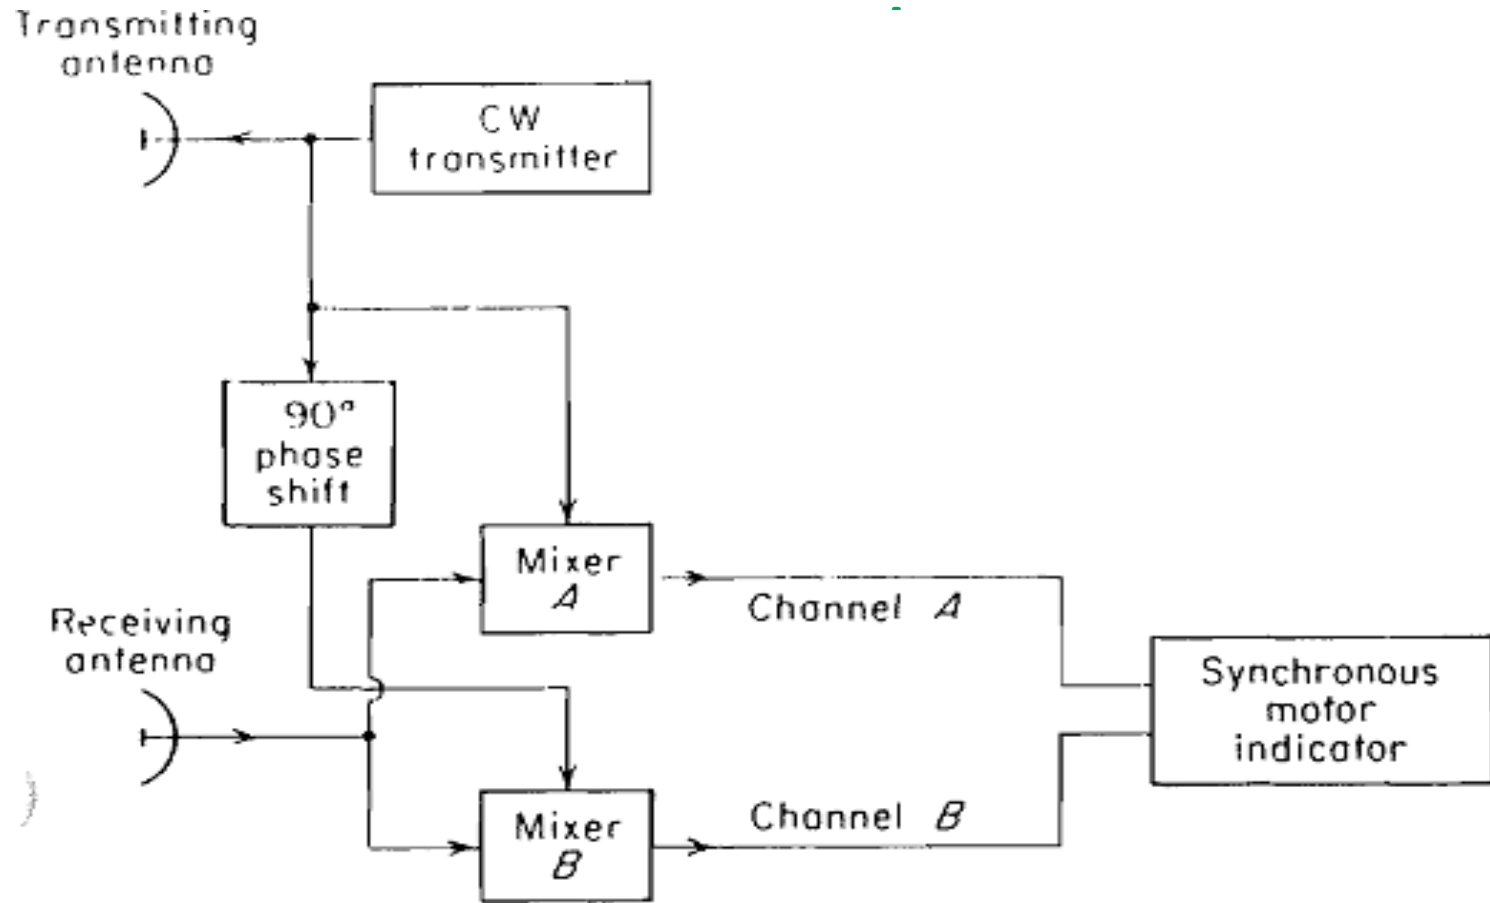 Transmitting
antenna
CW
transmitter
90°
phase
shift
Mixer
A
Channel A
Receiving
antenna
Synchronous
motor
indicator
Mixer
B
Channel B